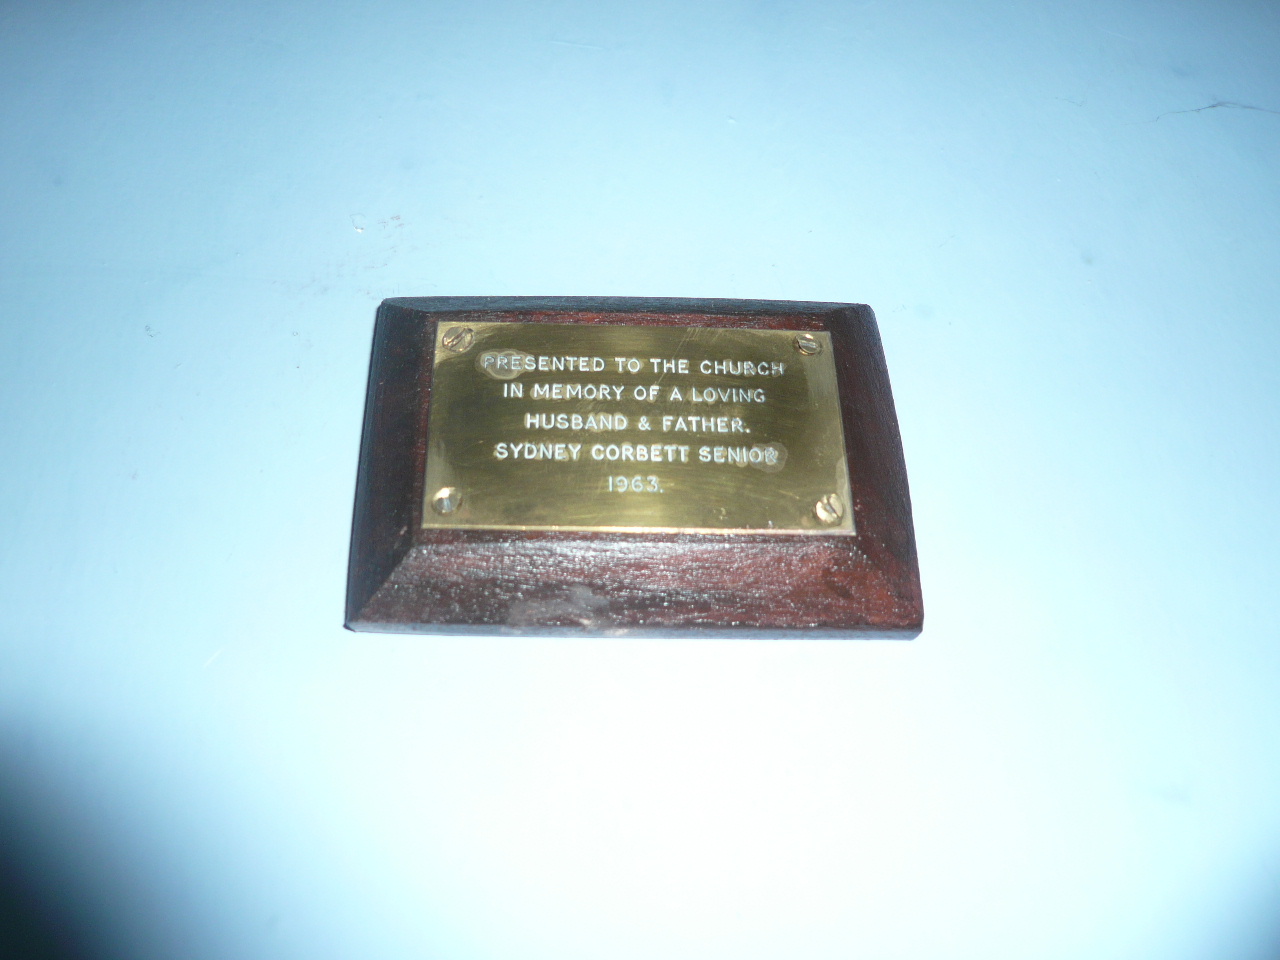 PRESENTED TO THE CHURCH
IN MEMORY OF A LOVING
HUSBAND & FATHER.
SYDNEY CORBETT SENIOR
1963.